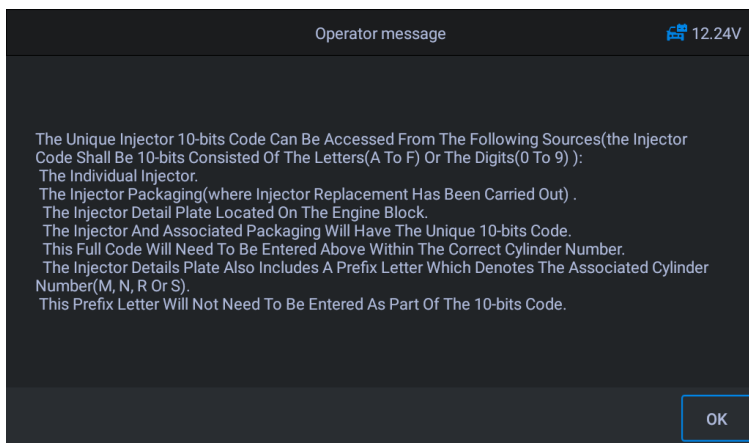 Operator message
12.24V
The Unique Injector 10-bits Code Can Be Accessed From The Following Sources(the Injector
Code Shall Be 10-bits Consisted Of The Letters(A To F) Or The Digits(0 To 9) ):
The Individual Injector.
The Injector Packaging(where Injector Replacement Has Been Carried Out) .
The Injector Detail Plate Located On The Engine Block.
The Injector And Associated Packaging Will Have The Unique 10-bits Code.
This Full Code Will Need To Be Entered Above Within The Correct Cylinder Number.
The Injector Details Plate Also Includes A Prefix Letter Which Denotes The Associated Cylinder
Number(M, N, R Or S).
This Prefix Letter Will Not Need To Be Entered As Part Of The 10-bits Code.
OK